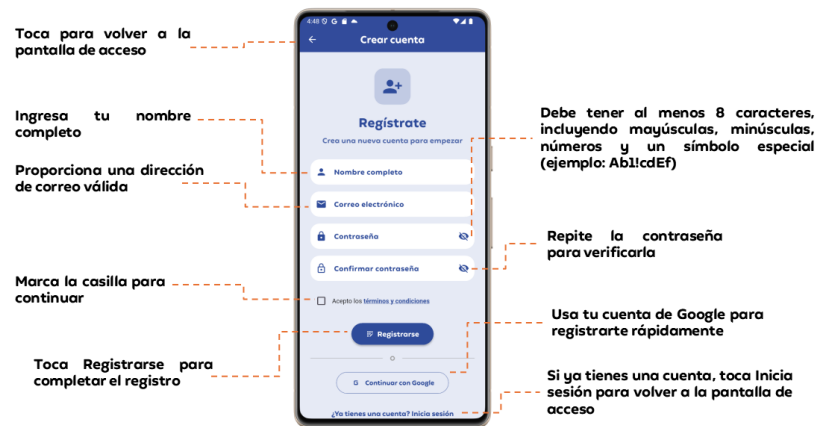 Toca para volver a la
pantalla de acceso
Ingresa tu nombre
completo
Proporciona una dirección
de correo válida
Marca la casilla para
continuar
Toca Registrarse para
completar el registro
4:48
Crear cuenta
Regístrate
Crea una nuevo cuenta para empezar
Nombre completo
Correo electrónico
Contraseña
Confirmar contraseña
Acepto los términos y condiciones
Registrarse
O
G Continuar con Google
¿Ya tienes una cuenta? Inicia sesión
Debe tener al menos 8 caracteres,
incluyendo mayúsculas, minúsculas,
números y un símbolo especial
(ejemplo: Ab1!cdEf)
Repite la contraseña
para verificarla
Usa tu cuenta de Google para
registrarte rápidamente
Si ya tienes una cuenta, toca Inicia
sesión para volver a la pantalla de
acceso